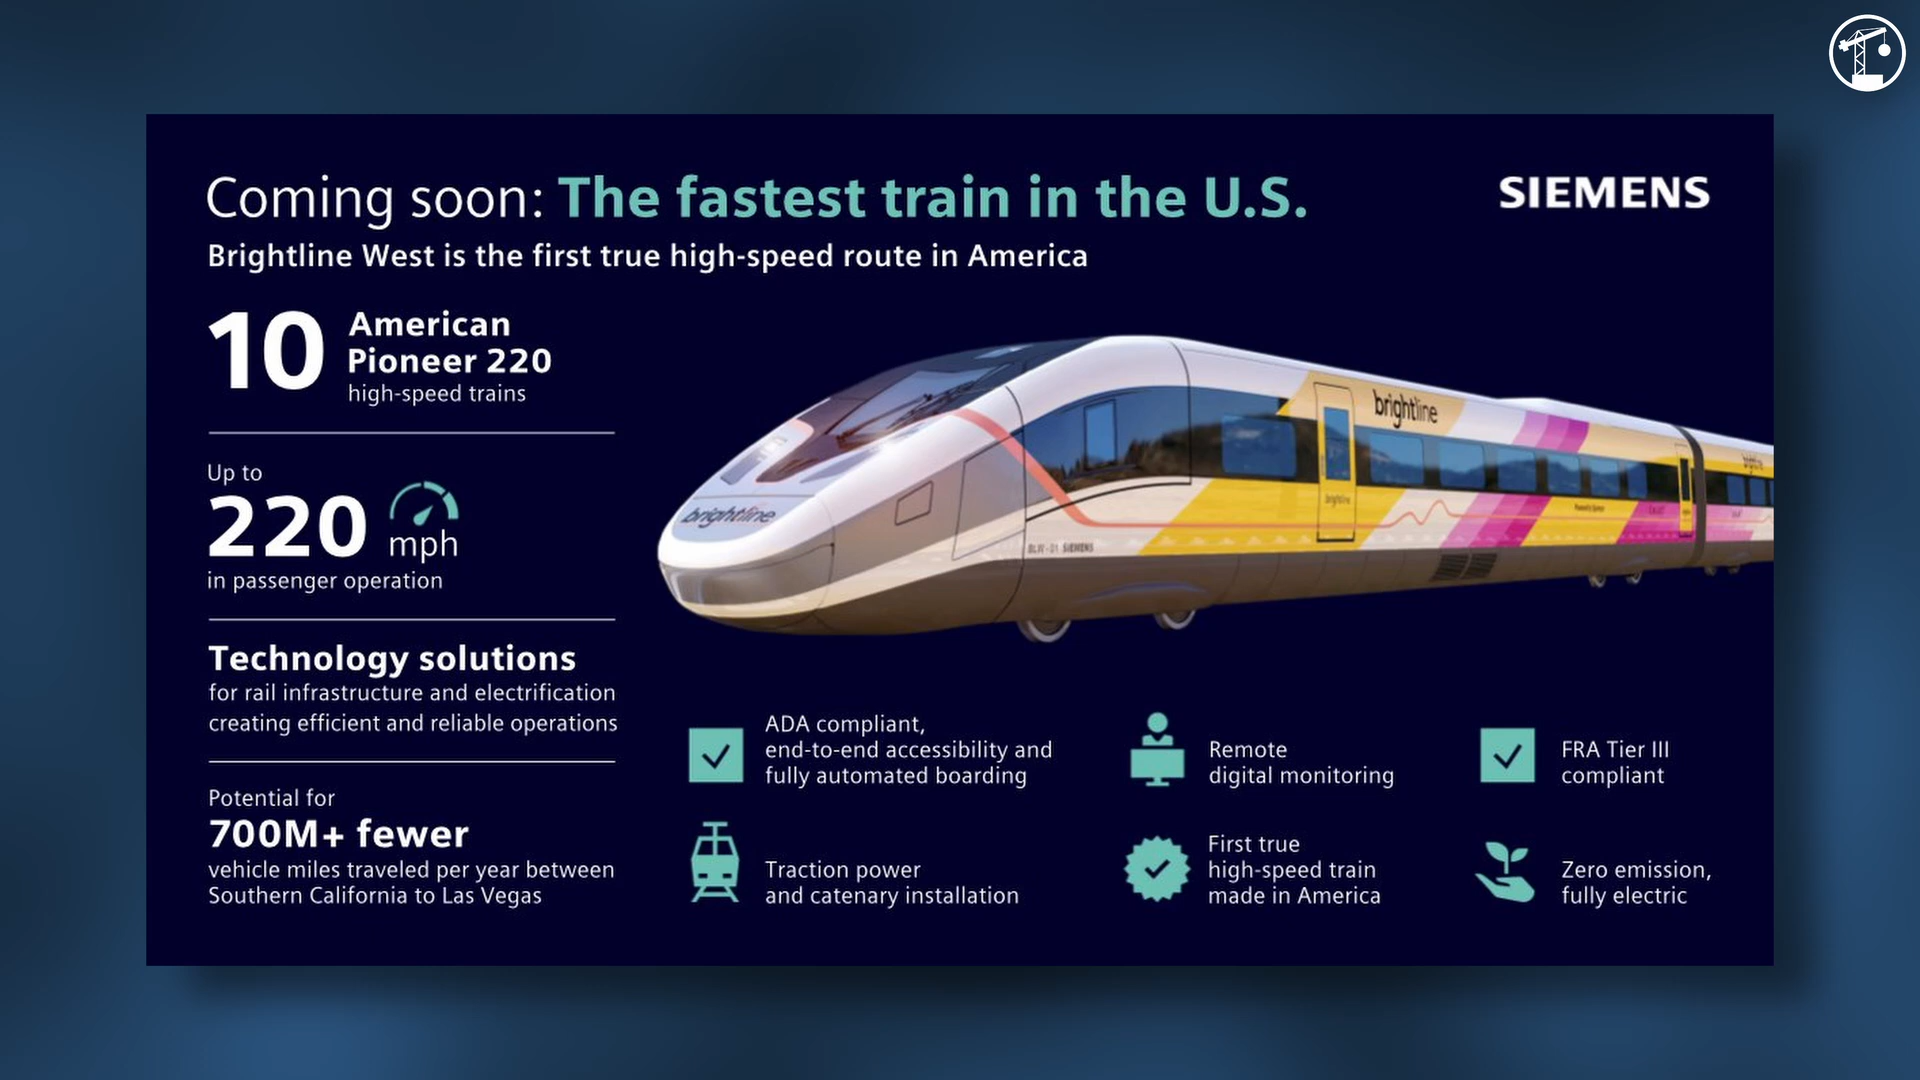 Coming soon: The fastest train in the U.S.
SIEMENS
Brightline West is the first true high-speed route in America
10
American
Pioneer 220
high-speed trains
Up to
220
mph
in passenger operation
Technology solutions
for rail infrastructure and electrification
creating efficient and reliable operations
Potential for
700M+ fewer
vehicle miles traveled per year between
Southern California to Las Vegas
brightline
brightline
brightline
BLW-01 SIEMENS
ADA compliant,
end-to-end accessibility and
fully automated boarding
Remote
digital monitoring
FRA Tier III
compliant
Traction power
and catenary installation
First true
high-speed train
made in America
Zero emission,
fully electric